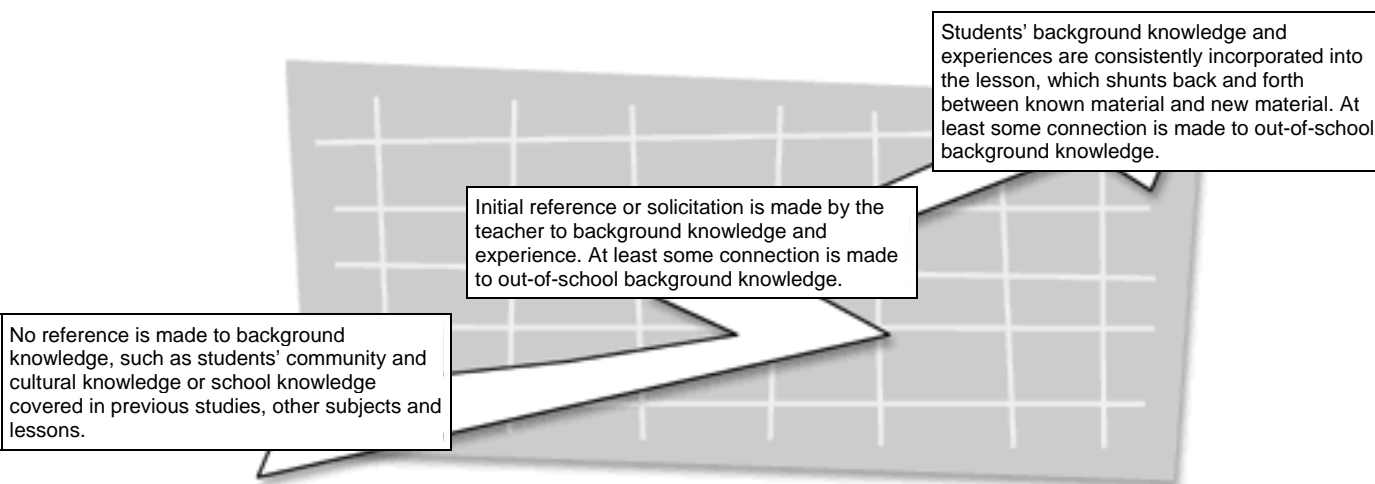 Students’ background knowledge and
experiences are consistently incorporated into
the lesson, which shunts back and forth
between known material and new material. At
least some connection is made to out-of-school
background knowledge.
Initial reference or solicitation is made by the
teacher to background knowledge and
experience. At least some connection is made
to out-of-school background knowledge.
No reference is made to background
knowledge, such as students’ community and
cultural knowledge or school knowledge
covered in previous studies, other subjects and
lessons.